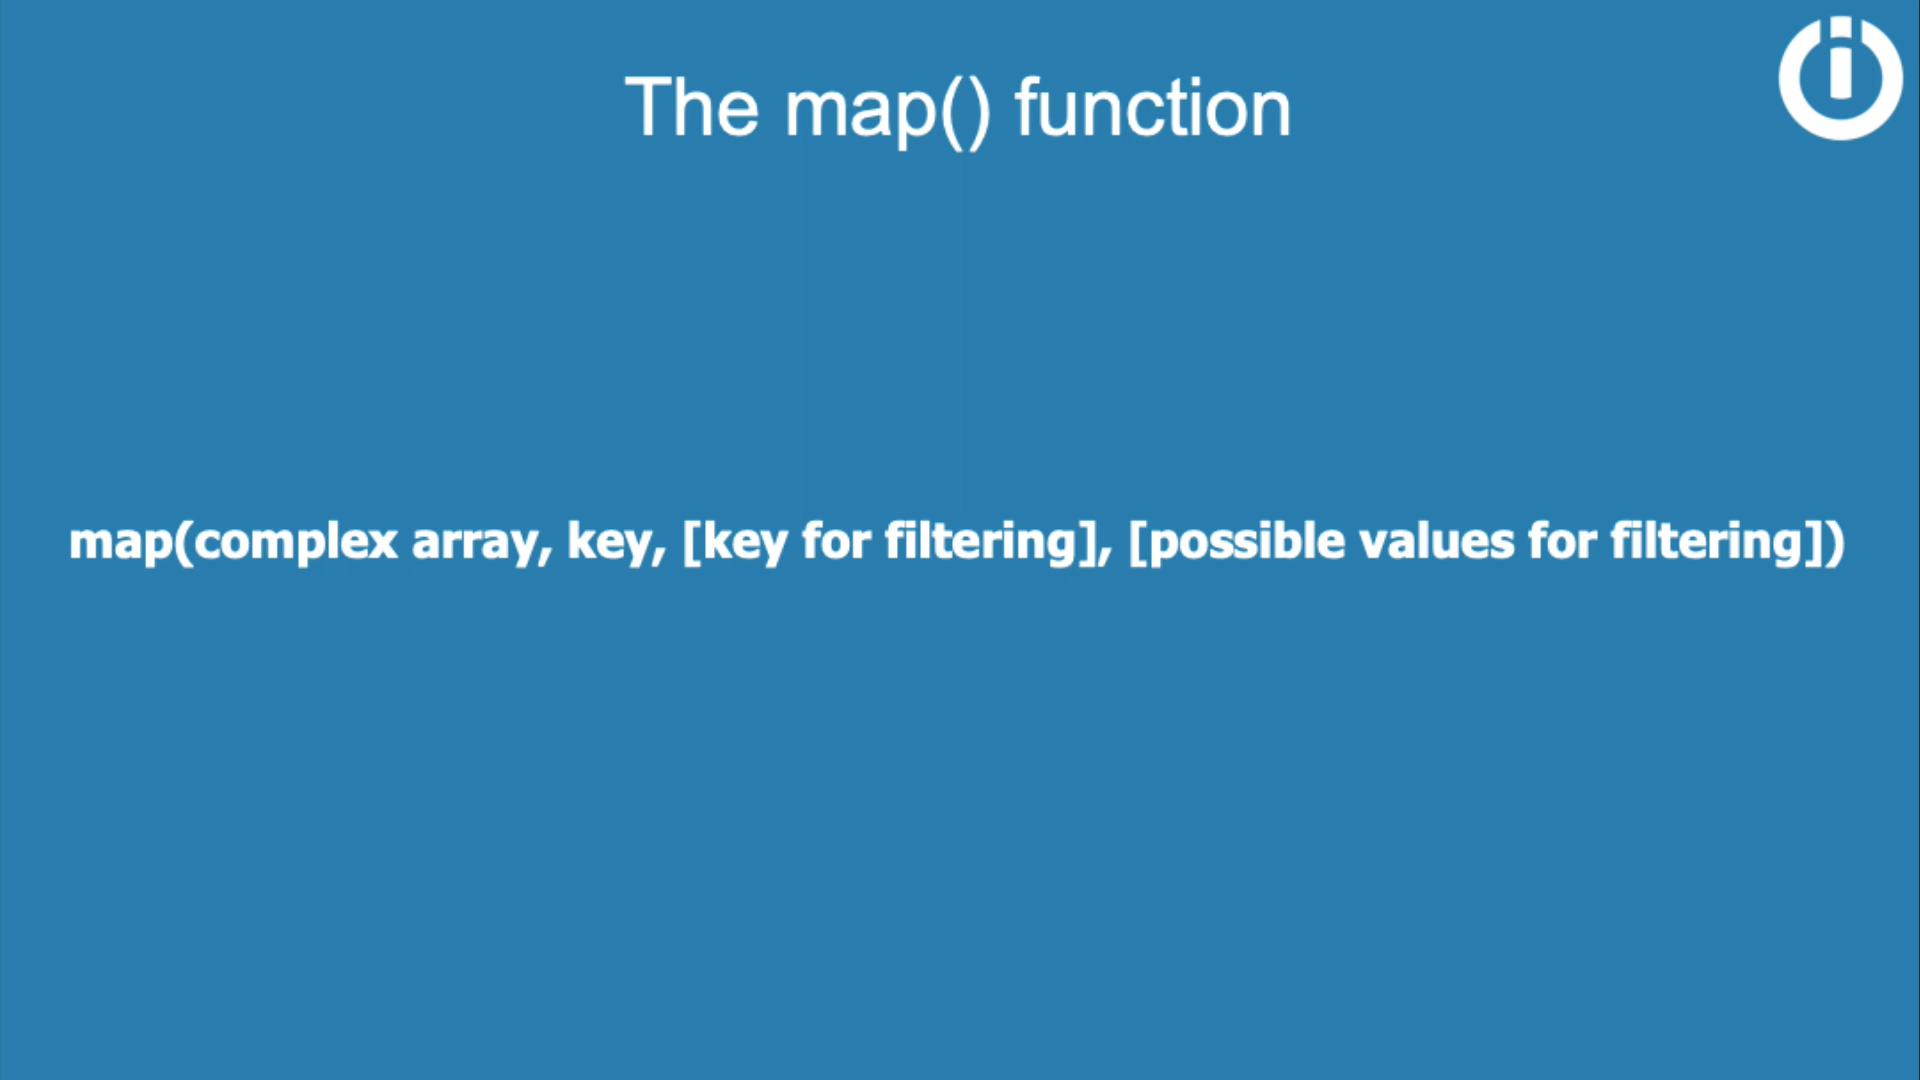 The map() function
map(complex array, key, [key for filtering], [possible values for filtering])